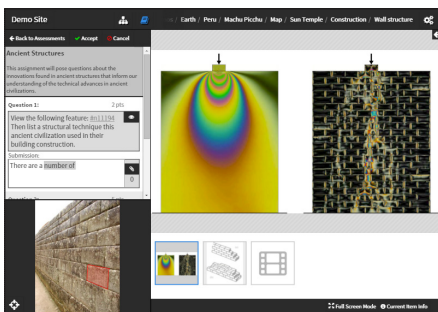 Demo Site
/ Earth / Peru / Machu Picchu / Map / Sun Temple / Construction / Wall structure
Back to Assessments Accept Cancel
Ancient Structures
This assignment will pose questions about the
innovations found in ancient structures that inform our
understanding of the technical advances in ancient
civiliations.
Question 1: 2 pts
View the following feature: #n11194
Then list a structural technique this
ancient civilization used in their
building construction.
Submission:
There are a number of
0
Full Screen Mode Current Item Info